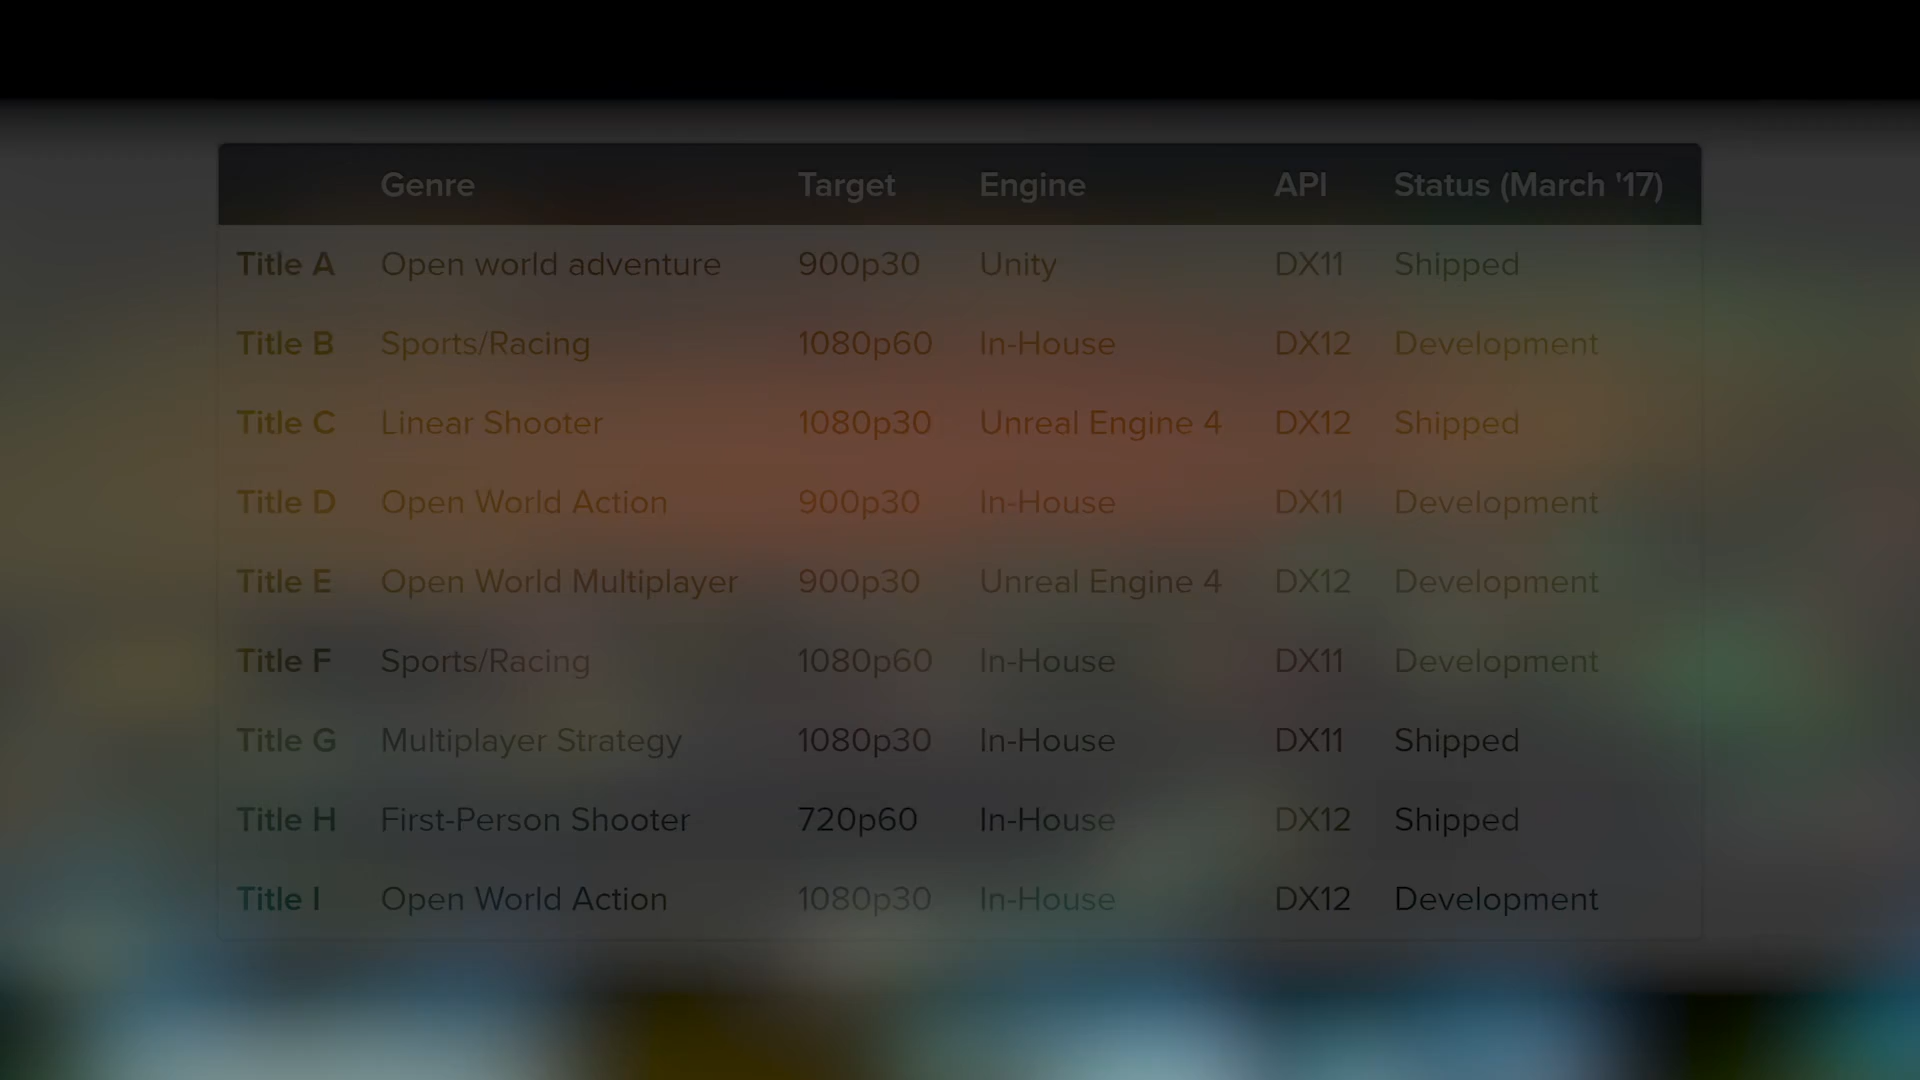 Genre Target Engine API Status (March '17)
Title A Open world adventure 900p30 Unity DX11 Shipped
Title B Sports/Racing 1080p60 In-House DX12 Development
Title C Linear Shooter 1080p30 Unreal Engine 4 DX12 Shipped
Title D Open World Action 900p30 In-House DX11 Development
Title E Open World Multiplayer 900p30 Unreal Engine 4 DX12 Development
Title F Sports/Racing 1080p60 In-House DX11 Development
Title G Multiplayer Strategy 1080p30 In-House DX11 Shipped
Title H First-Person Shooter 720p60 In-House DX12 Shipped
Title I Open World Action 1080p30 In-House DX12 Development